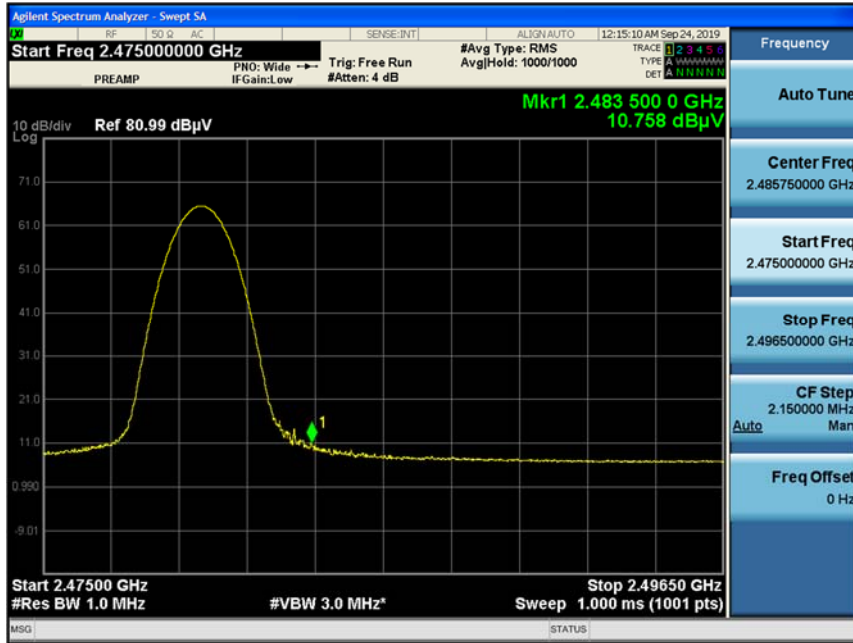 Agilent Spectrum Analyzer - Swept SA
RF 50 Ω AC SENSE:INT ALIGN AUTO 12:15:10 AM Sep 24, 2019
Start Freq 2.475000000 GHz
PREAMP
PNO: Wide
IFGain:Low
Trig: Free Run
#Atten: 4 dB
#Avg Type: RMS
Avg|Hold: 1000/1000
TRACE 1 2 3 4 5 6
TYPE A WWWWW
DET A N N N N N
Mkr1 2.483 500 0 GHz
10.758 dBµV
10 dB/div Ref 80.99 dBµV
Log
71.0
61.0
51.0
41.0
31.0
21.0
11.0
0.990
-9.01
1
Start 2.47500 GHz Stop 2.49650 GHz
#Res BW 1.0 MHz #VBW 3.0 MHz* Sweep 1.000 ms (1001 pts)
MSG STATUS
Frequency
Auto Tune
Center Freq
2.485750000 GHz
Start Freq
2.475000000 GHz
Stop Freq
2.496500000 GHz
CF Step
2.150000 MHz
Auto Man
Freq Offset
0 Hz